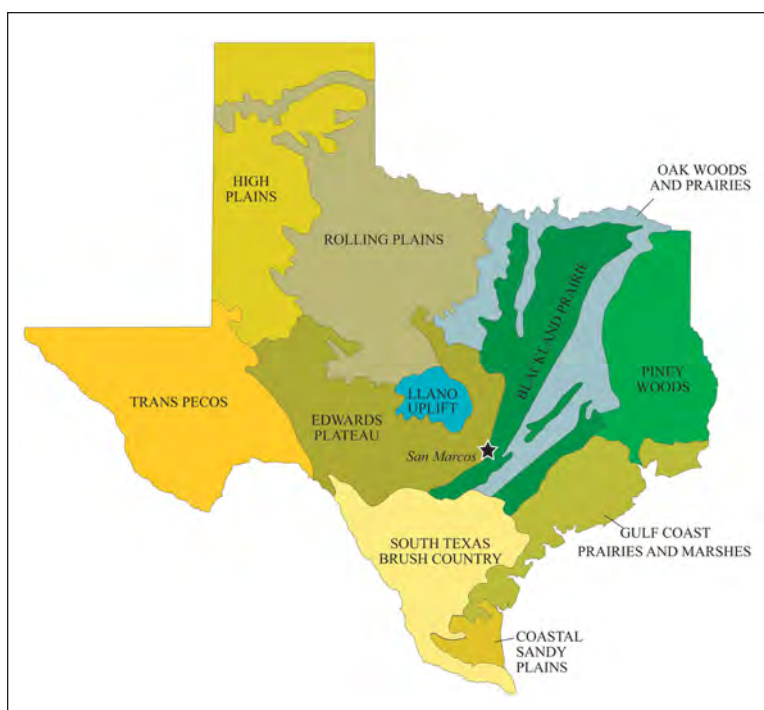 OAK WOODS
AND PRAIRIES
HIGH
PLAINS
ROLLING PLAINS
BLACKLAND PRAIRIE
PINEY
WOODS
TRANS PECOS
LLANO
UPLIFT
EDWARDS
PLATEAU
San Marcos
SOUTH TEXAS
BRUSH COUNTRY
GULF COAST
PRAIRIES AND MARSHES
COASTAL
SANDY
PLAINS